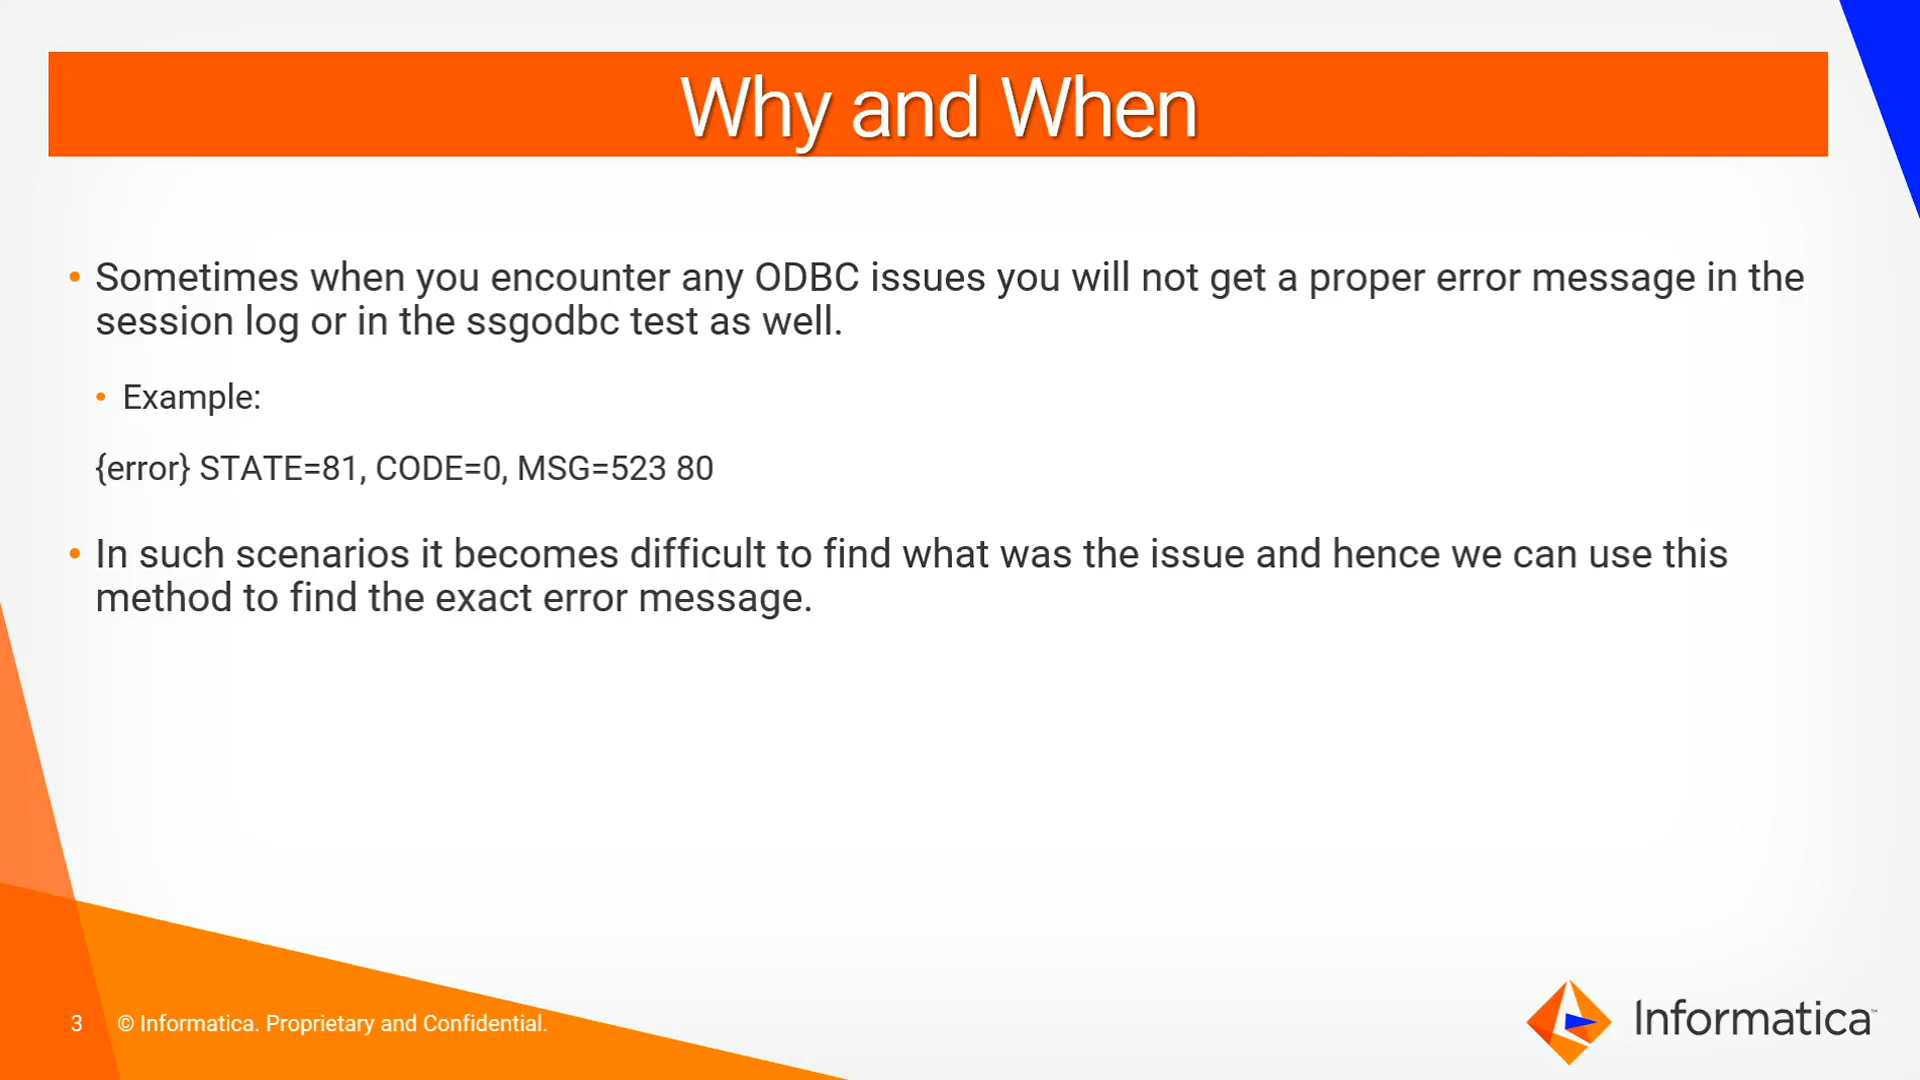 Why and When
• Sometimes when you encounter any ODBC issues you will not get a proper error message in the
session log or in the ssgodbc test as well.
• Example:
{error} STATE=81, CODE=0, MSG=523 80
• In such scenarios it becomes difficult to find what was the issue and hence we can use this
method to find the exact error message.
3 © Informatica. Proprietary and Confidential.
Informatica™